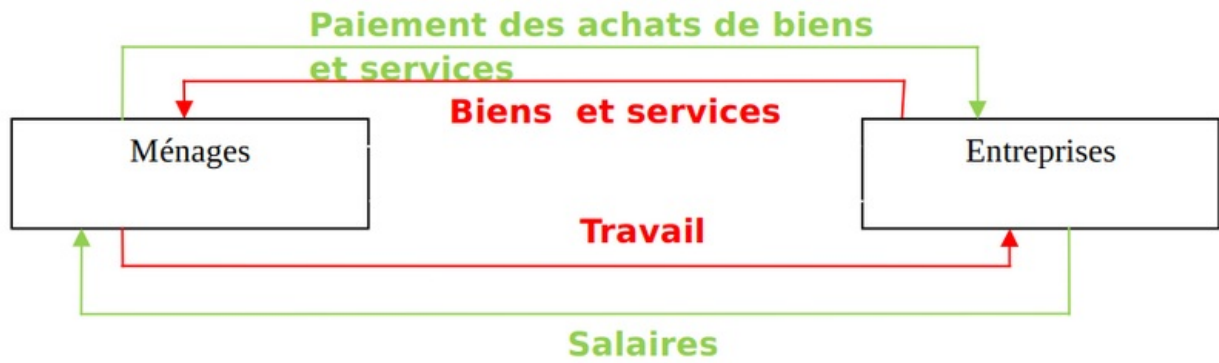 Paiement des achats de biens
et services
Biens et services
Ménages
Entreprises
Travail
Salaires